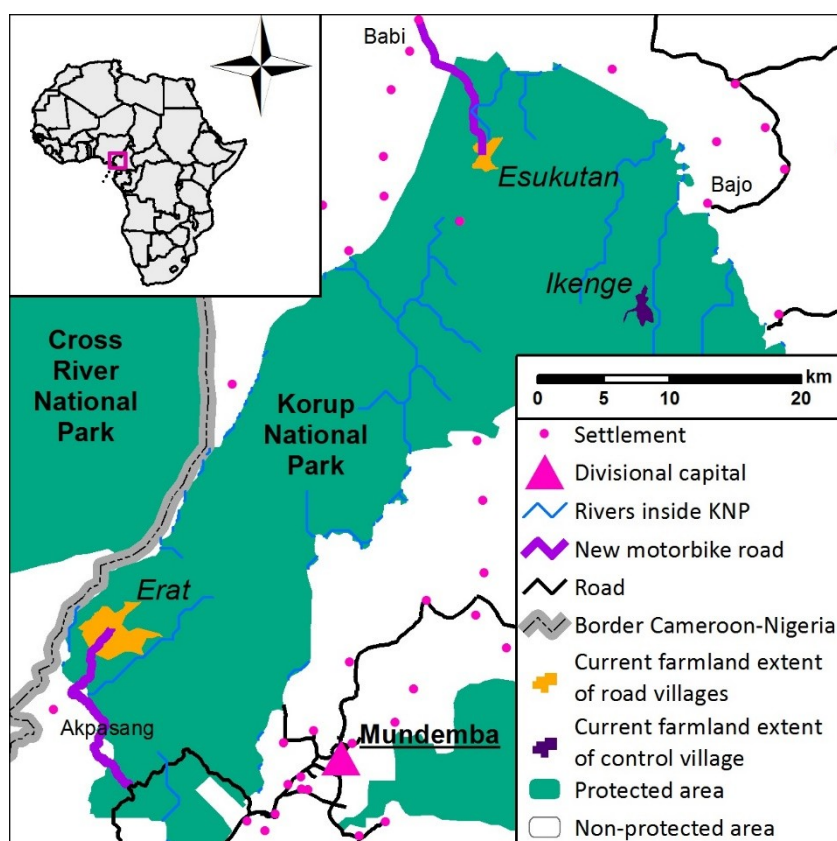 Babi
Esukutan
Bajo
Ikenge
Cross
River
National
Park
Korup
National
Park
Erat
Akpasang
Mundemba
km
0 5 10 20
Settlement
Divisional capital
Rivers inside KNP
New motorbike road
Road
Border Cameroon-Nigeria
Current farmland extent
of road villages
Current farmland extent
of control village
Protected area
Non-protected area